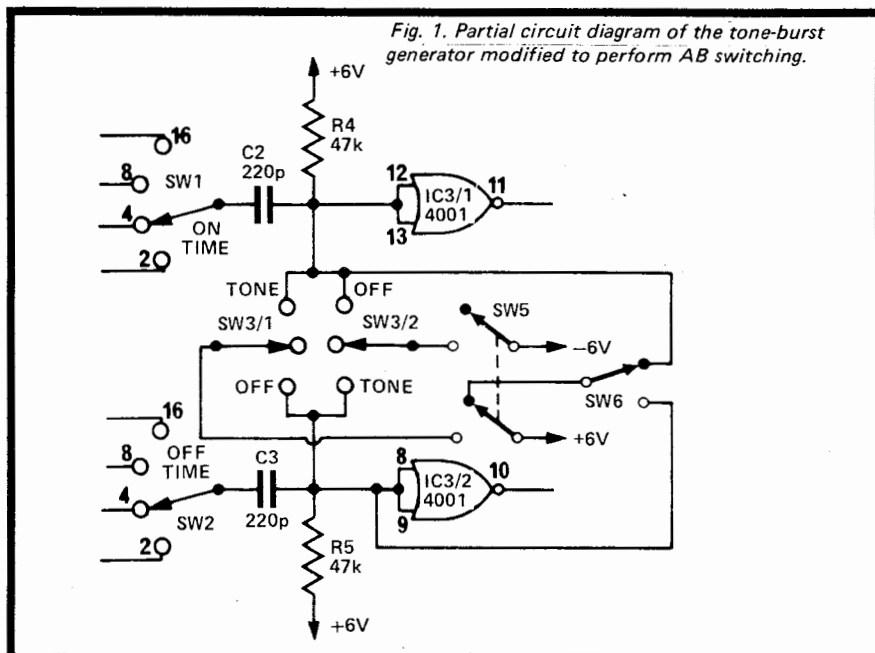 Fig. 1. Partial circuit diagram of the tone-burst
generator modified to perform AB switching.
+6V
R4
47k
16
C2
220p
8
SW1
12
IC3/1
4001
11
4
ON
TIME
13
2
TONE
OFF
SW5
SW3/1
SW3/2
−6V
OFF
TONE
SW6
16
+6V
OFF
TIME
8
C3
220p
8
IC3/2
4001
10
4
SW2
9
2
R5
47k
+6V